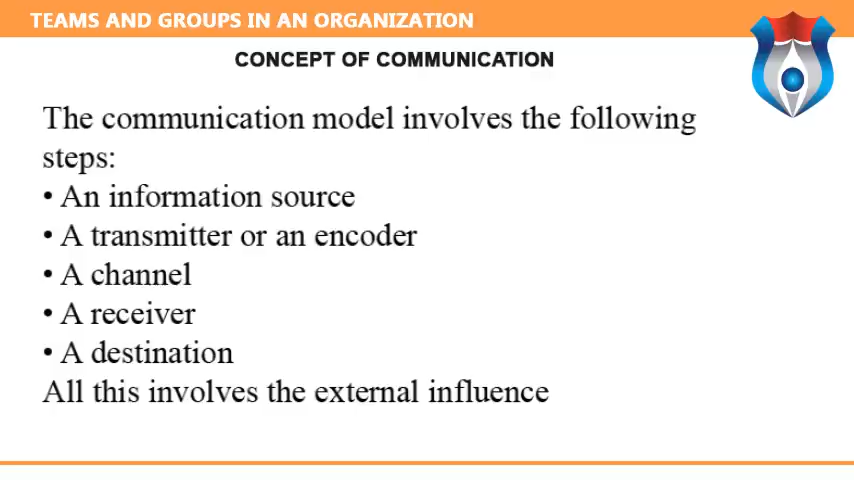 TEAMS AND GROUPS IN AN ORGANIZATION
CONCEPT OF COMMUNICATION
The communication model involves the following
steps:
• An information source
• A transmitter or an encoder
• A channel
• A receiver
• A destination
All this involves the external influence